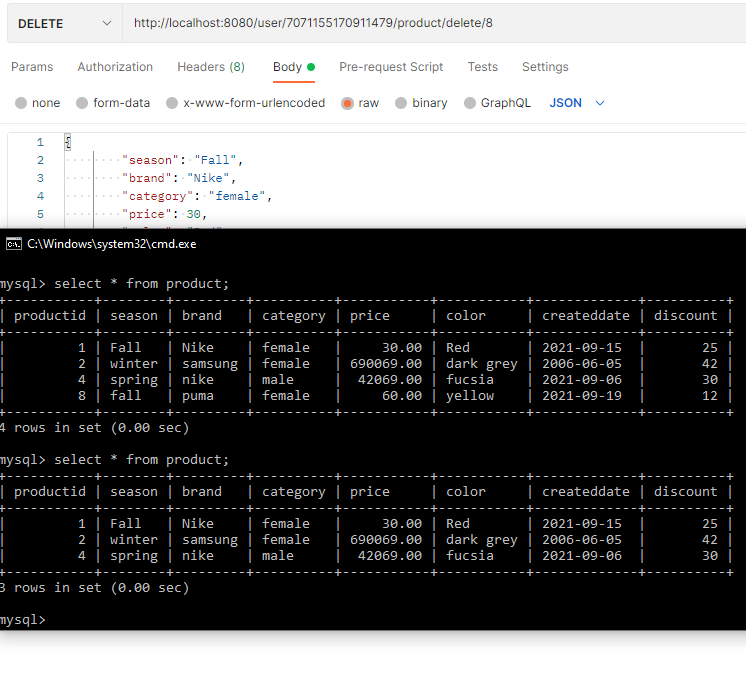 DELETE http://localhost:8080/user/7071155170911479/product/delete/8
Params Authorization Headers (8) Body Pre-request Script Tests Settings
none form-data x-www-form-urlencoded raw binary GraphQL JSON
1 {
2 "season": "Fall",
3 "brand": "Nike",
4 "category": "female",
5 "price": 30,
C:\Windows\system32\cmd.exe
mysql> select * from product;
+-----------+--------+---------+----------+-----------+-----------+-------------+----------+
| productid | season | brand   | category | price     | color     | createddate | discount |
+-----------+--------+---------+----------+-----------+-----------+-------------+----------+
|         1 | Fall   | Nike    | female   |     30.00 | Red       | 2021-09-15  |       25 |
|         2 | winter | samsung | female   | 690069.00 | dark grey | 2006-06-05  |       42 |
|         4 | spring | nike    | male     |  42069.00 | fucsia    | 2021-09-06  |       30 |
|         8 | fall   | puma    | female   |     60.00 | yellow    | 2021-09-19  |       12 |
+-----------+--------+---------+----------+-----------+-----------+-------------+----------+
4 rows in set (0.00 sec)
mysql> select * from product;
+-----------+--------+---------+----------+-----------+-----------+-------------+----------+
| productid | season | brand   | category | price     | color     | createddate | discount |
+-----------+--------+---------+----------+-----------+-----------+-------------+----------+
|         1 | Fall   | Nike    | female   |     30.00 | Red       | 2021-09-15  |       25 |
|         2 | winter | samsung | female   | 690069.00 | dark grey | 2006-06-05  |       42 |
|         4 | spring | nike    | male     |  42069.00 | fucsia    | 2021-09-06  |       30 |
+-----------+--------+---------+----------+-----------+-----------+-------------+----------+
3 rows in set (0.00 sec)
mysql>